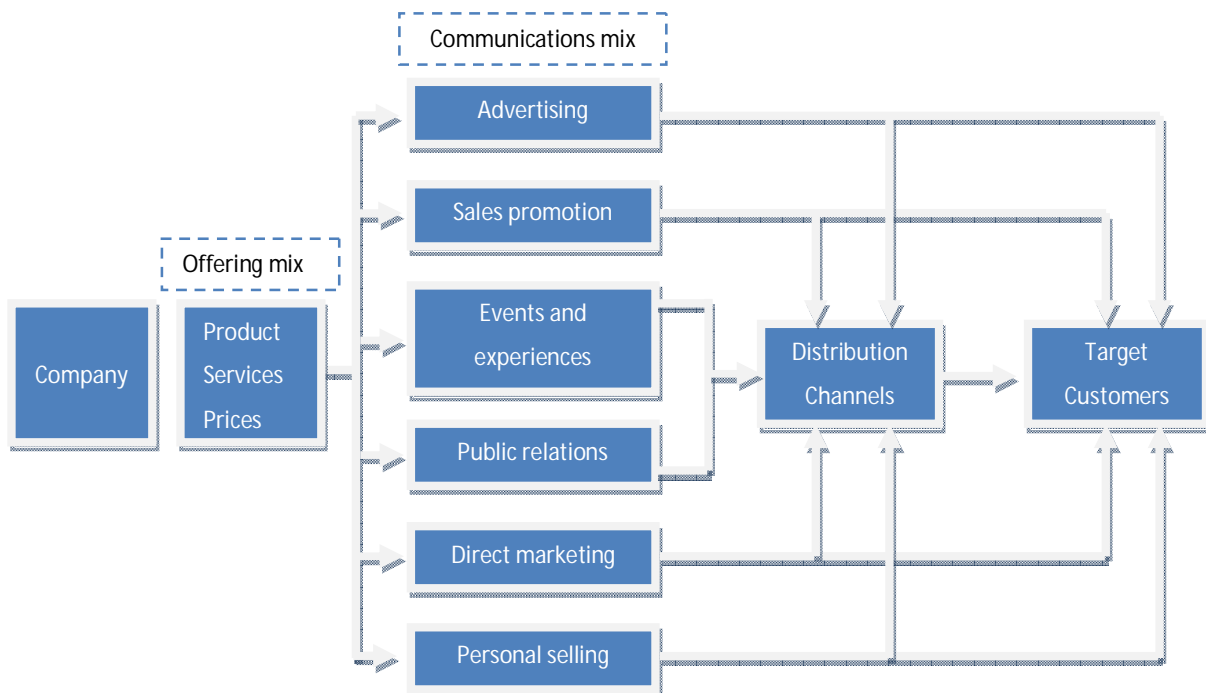 Communications mix
Advertising
Sales promotion
Offering mix
Company
Product
Services
Prices
Events and
experiences
Public relations
Direct marketing
Personal selling
Distribution
Channels
Target
Customers